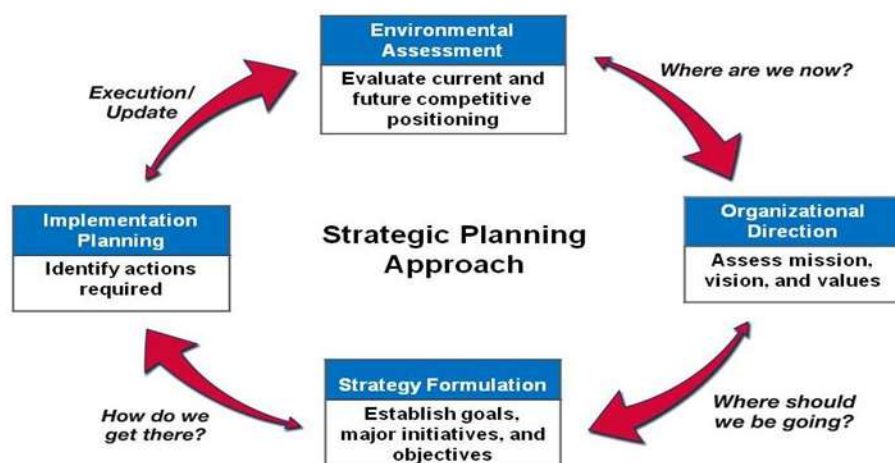 Environmental
Assessment
Evaluate current and
future competitive
positioning
Where are we now?
Organizational
Direction
Assess mission,
vision, and values
Where should
we be going?
Strategy Formulation
Establish goals,
major initiatives, and
objectives
How do we
get there?
Implementation
Planning
Identify actions
required
Execution/
Update
Strategic Planning
Approach